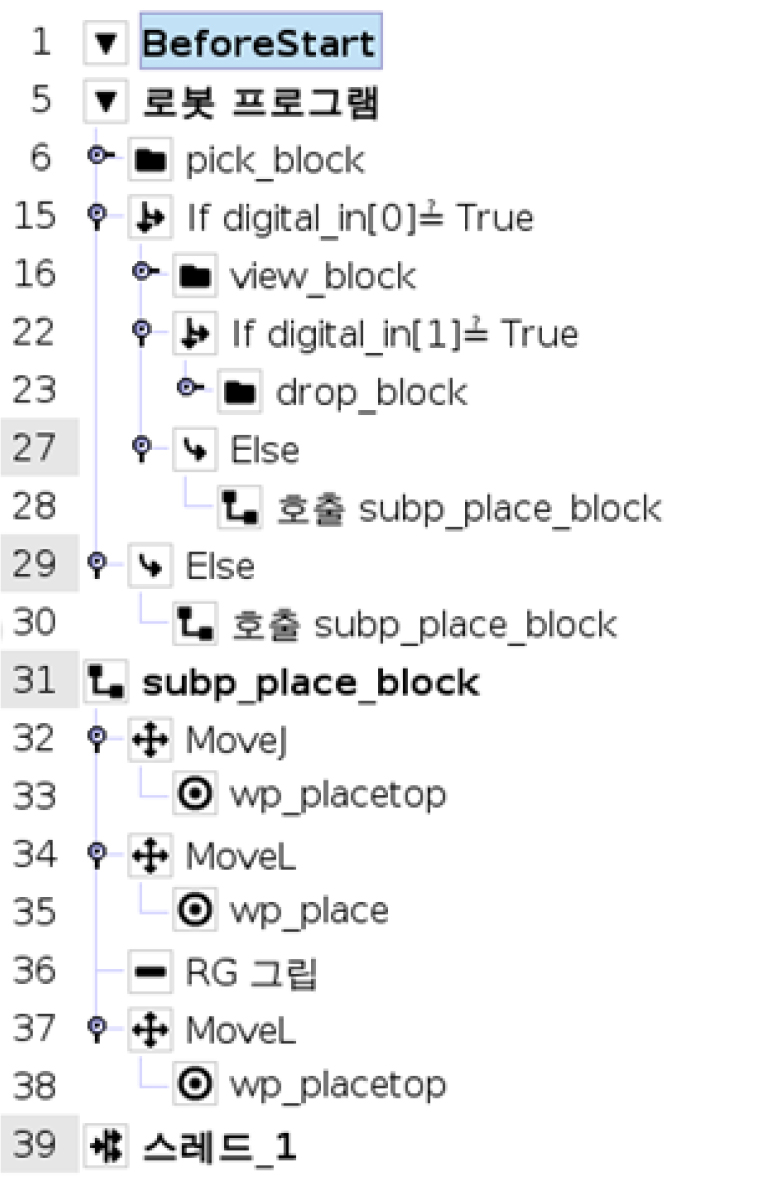 1 BeforeStart
5 로봇 프로그램
6 pick_block
15 If digital_in[0]≟ True
16 view_block
22 If digital_in[1]≟ True
23 drop_block
27 Else
28 호출 subp_place_block
29 Else
30 호출 subp_place_block
31 subp_place_block
32 MoveJ
33 wp_placetop
34 MoveL
35 wp_place
36 RG 그립
37 MoveL
38 wp_placetop
39 스레드_1